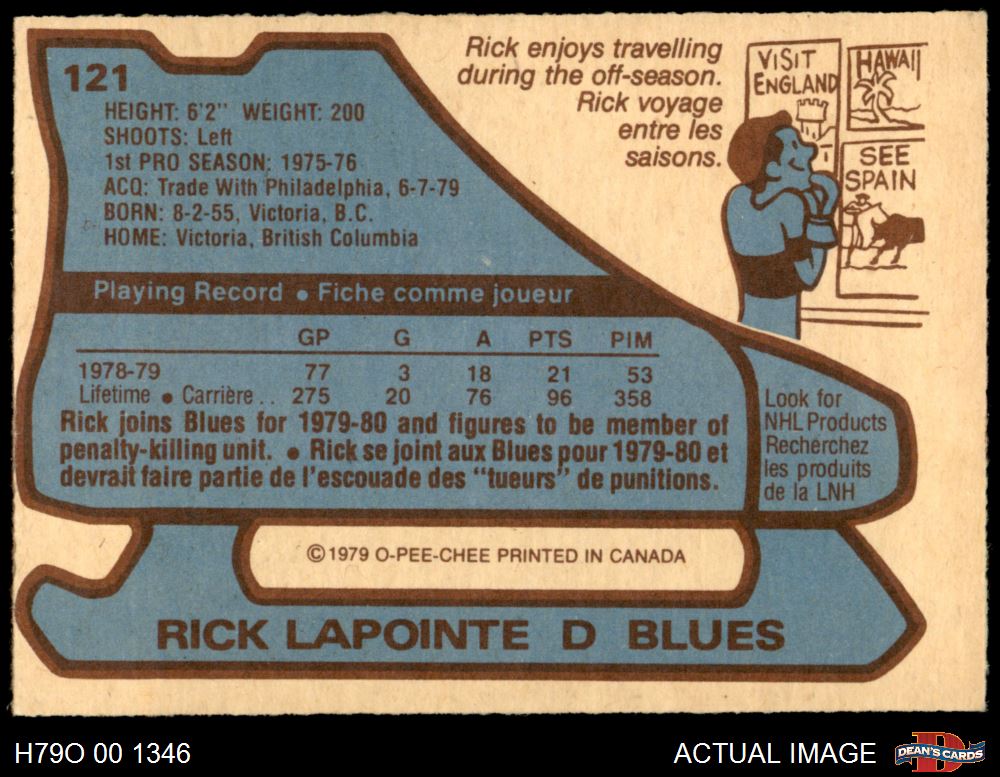 121
HEIGHT: 6'2" WEIGHT: 200
SHOOTS: Left
1st PRO SEASON: 1975-76
ACQ: Trade With Philadelphia, 6-7-79
BORN: 8-2-55, Victoria, B.C.
HOME: Victoria, British Columbia
Rick enjoys travelling
during the off-season.
Rick voyage
entre les
saisons.
VISIT
ENGLAND
HAWAII
SEE
SPAIN
Playing Record • Fiche comme joueur
GP G A PTS PIM
1978-79 77 3 18 21 53
Lifetime • Carrière . . 275 20 76 96 358
Rick joins Blues for 1979-80 and figures to be member of
penalty-killing unit. • Rick se joint aux Blues pour 1979-80 et
devrait faire partie de l'escouade des "tueurs" de punitions.
Look for
NHL Products
Recherchez
les produits
de la LNH
©1979 O-PEE-CHEE PRINTED IN CANADA
RICK LAPOINTE D BLUES
H79O 00 1346
ACTUAL IMAGE
D
DEAN'S CARDS